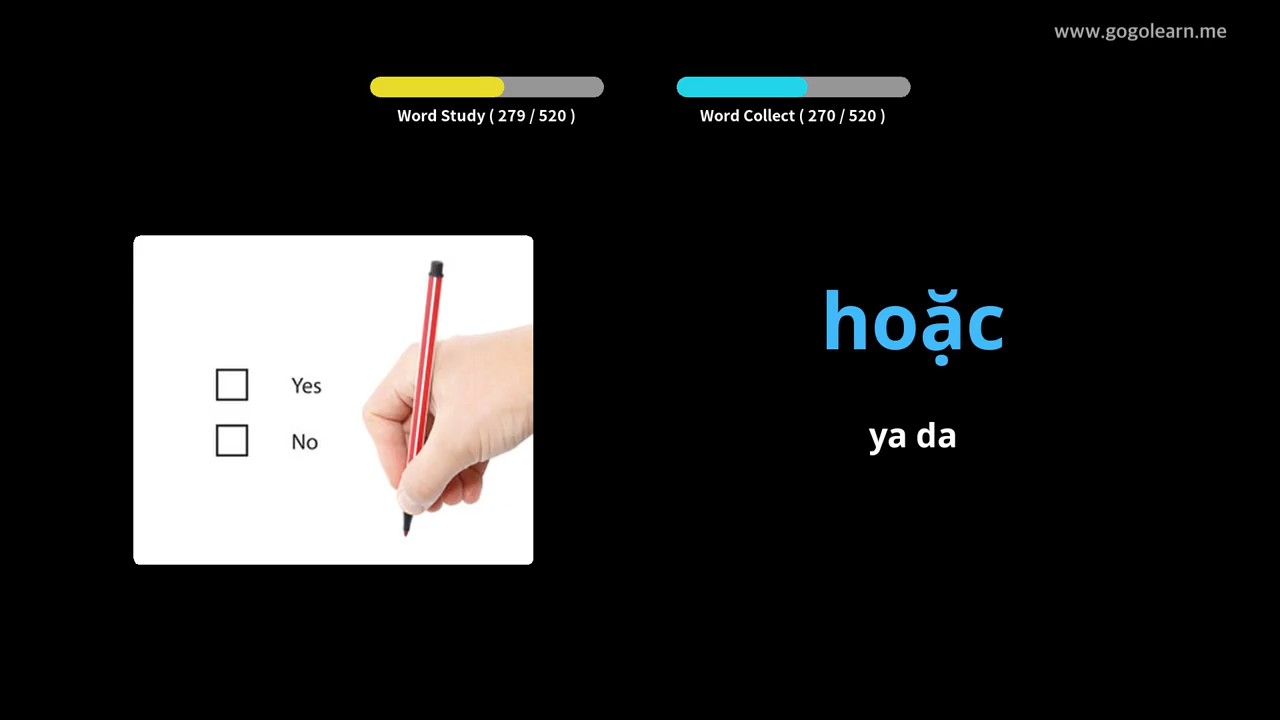 www.gogolearn.me
Word Study ( 279 / 520 )
Word Collect ( 270 / 520 )
Yes
No
hoặc
ya da